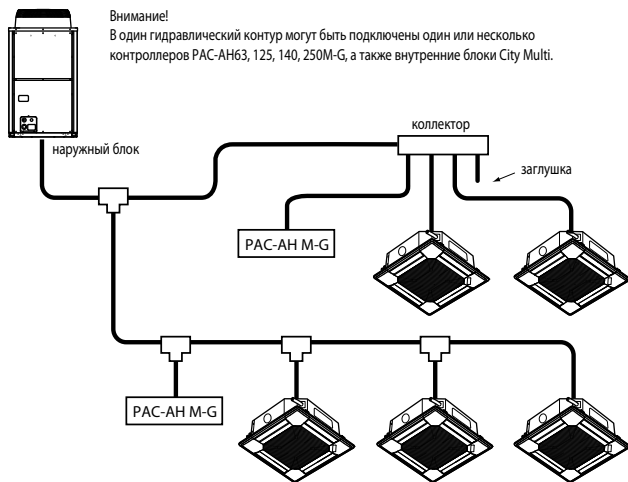 Внимание!
В один гидравлический контур могут быть подключены один или несколько
контроллеров PAC-AH63, 125, 140, 250M-G, а также внутренние блоки City Multi.
коллектор
наружный блок
заглушка
PAC-AH M-G
PAC-AH M-G